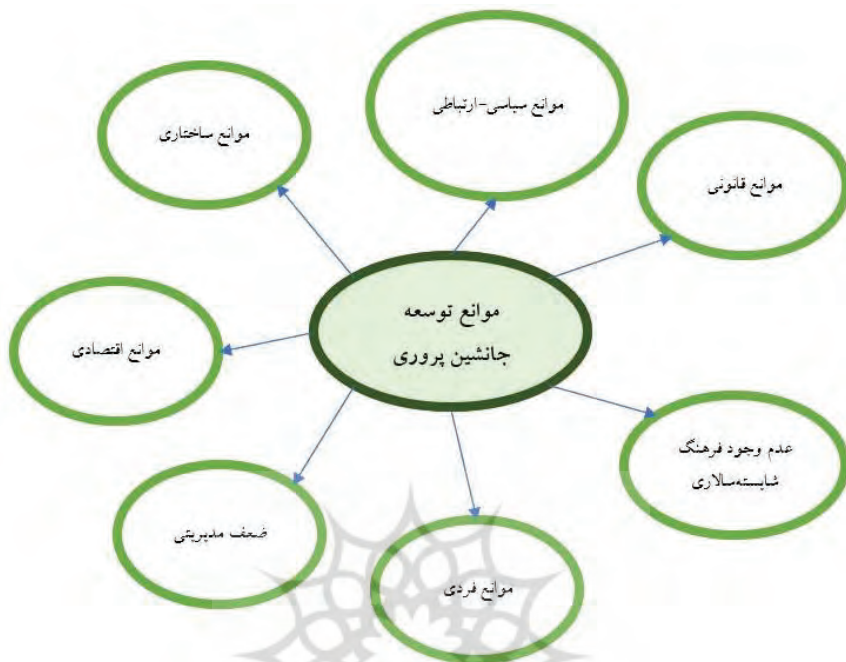 موانع سیاسی-ارتباطی
موانع ساختاری
موانع قانونی
موانع توسعه
جانشین پروری
موانع اقتصادی
عدم وجود فرهنگ
شایسته‌سالاری
ضعف مدیریتی
موانع فردی